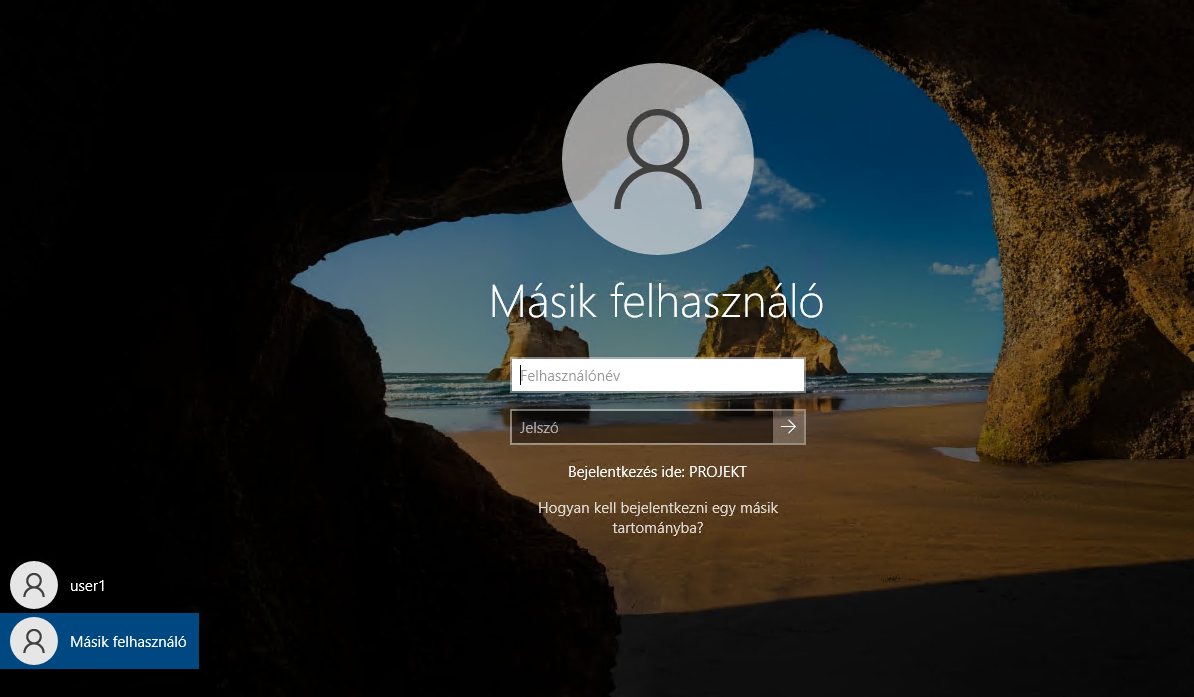 Másik felhasználó
Felhasználónév
Jelszó
Bejelentkezés ide: PROJEKT
Hogyan kell bejelentkezni egy másik
tartományba?
user1
Másik felhasználó